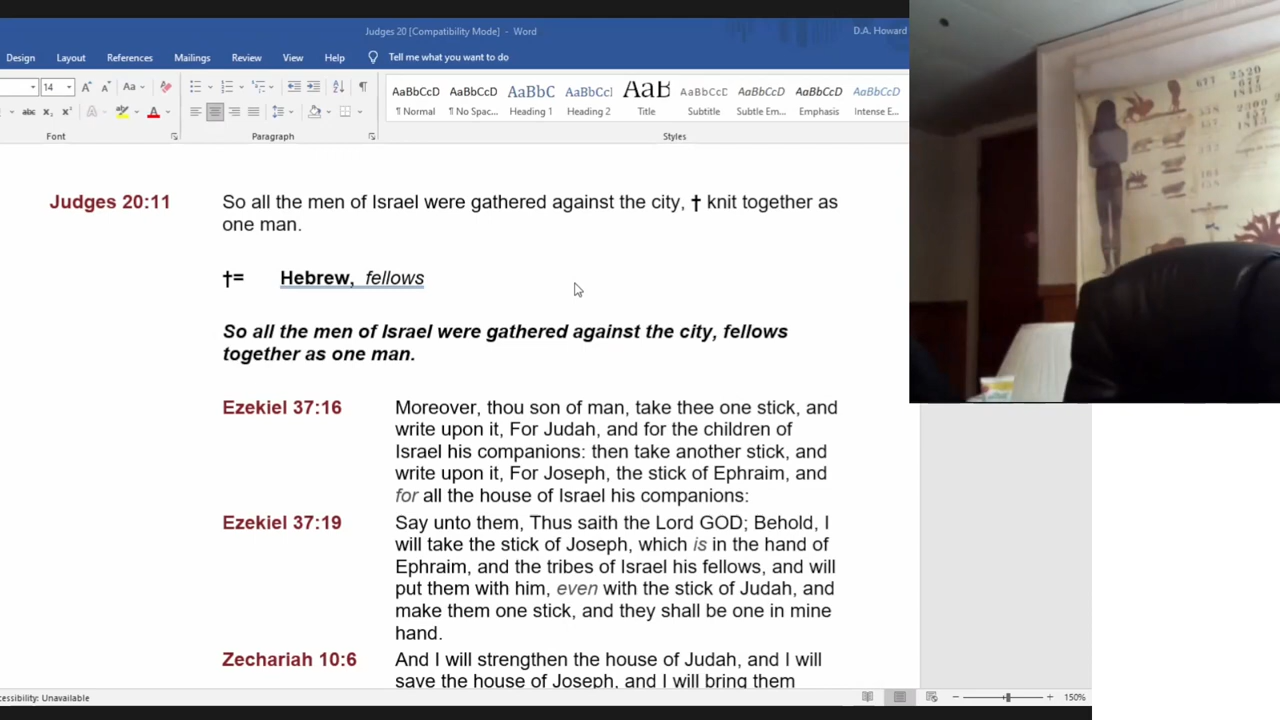 Judges 20 [Compatibility Mode] - Word
D.A. Howard
Design Layout References Mailings Review View Help Tell me what you want to do
14 Aa
abc x₂ x² A
AaBbCcD AaBbCcD AaBbC AaBbCcI AaB AaBbCcD AaBbCcD AaBbCcD AaBbCcD
¶ Normal ¶ No Spac... Heading 1 Heading 2 Title Subtitle Subtle Em... Emphasis Intense E...
Font Paragraph Styles
Judges 20:11 So all the men of Israel were gathered against the city, † knit together as
one man.
†= Hebrew, fellows
So all the men of Israel were gathered against the city, fellows
together as one man.
Ezekiel 37:16 Moreover, thou son of man, take thee one stick, and
write upon it, For Judah, and for the children of
Israel his companions: then take another stick, and
write upon it, For Joseph, the stick of Ephraim, and
for all the house of Israel his companions:
Ezekiel 37:19 Say unto them, Thus saith the Lord GOD; Behold, I
will take the stick of Joseph, which is in the hand of
Ephraim, and the tribes of Israel his fellows, and will
put them with him, even with the stick of Judah, and
make them one stick, and they shall be one in mine
hand.
Zechariah 10:6 And I will strengthen the house of Judah, and I will
save the house of Joseph, and I will bring them
cessibility: Unavailable
150%
677 2520
2300